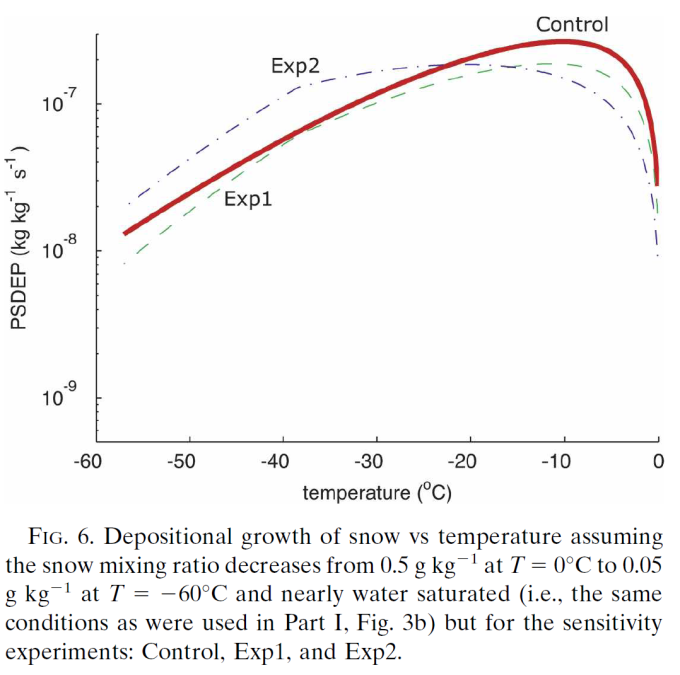 Control
Exp2
10-7
Exp1
10-8
10-9
PSDEP (kg kg-1 s-1)
-60 -50 -40 -30 -20 -10 0
temperature (oC)
FIG. 6. Depositional growth of snow vs temperature assuming
the snow mixing ratio decreases from 0.5 g kg−1 at T = 0°C to 0.05
g kg−1 at T = −60°C and nearly water saturated (i.e., the same
conditions as were used in Part I, Fig. 3b) but for the sensitivity
experiments: Control, Exp1, and Exp2.